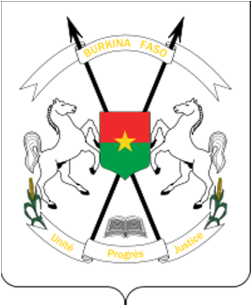 BURKINA FASO
Unité Progrès Justice